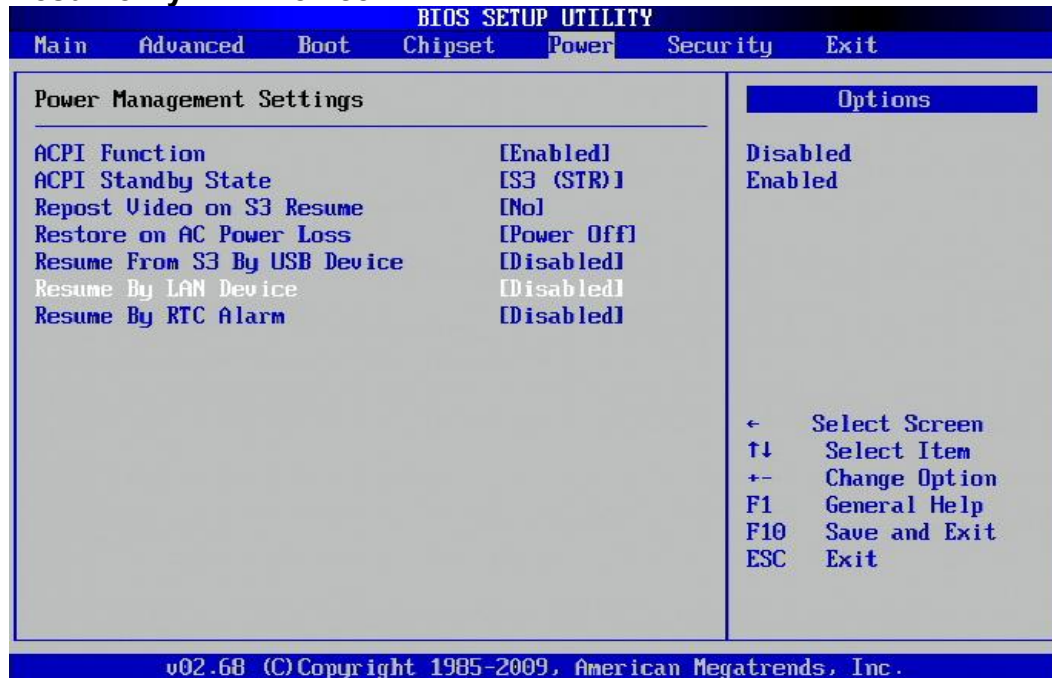 BIOS SETUP UTILITY
Main Advanced Boot Chipset Power Security Exit
Power Management Settings
ACPI Function [Enabled]
ACPI Standby State [S3 (STR)]
Repost Video on S3 Resume [No]
Restore on AC Power Loss [Power Off]
Resume From S3 By USB Device [Disabled]
Resume By LAN Device [Disabled]
Resume By RTC Alarm [Disabled]
Options
Disabled
Enabled
← Select Screen
↑↓ Select Item
+- Change Option
F1 General Help
F10 Save and Exit
ESC Exit
v02.68 (C)Copyright 1985-2009, American Megatrends, Inc.